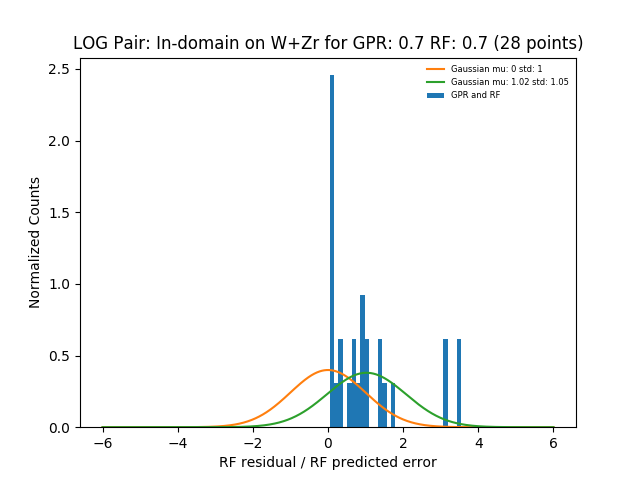 LOG Pair: In-domain on W+Zr for GPR: 0.7 RF: 0.7 (28 points)
Gaussian mu: 0 std: 1
Gaussian mu: 1.02 std: 1.05
GPR and RF
Normalized Counts
2.5
2.0
1.5
1.0
0.5
0.0
−6 −4 −2 0 2 4 6
RF residual / RF predicted error